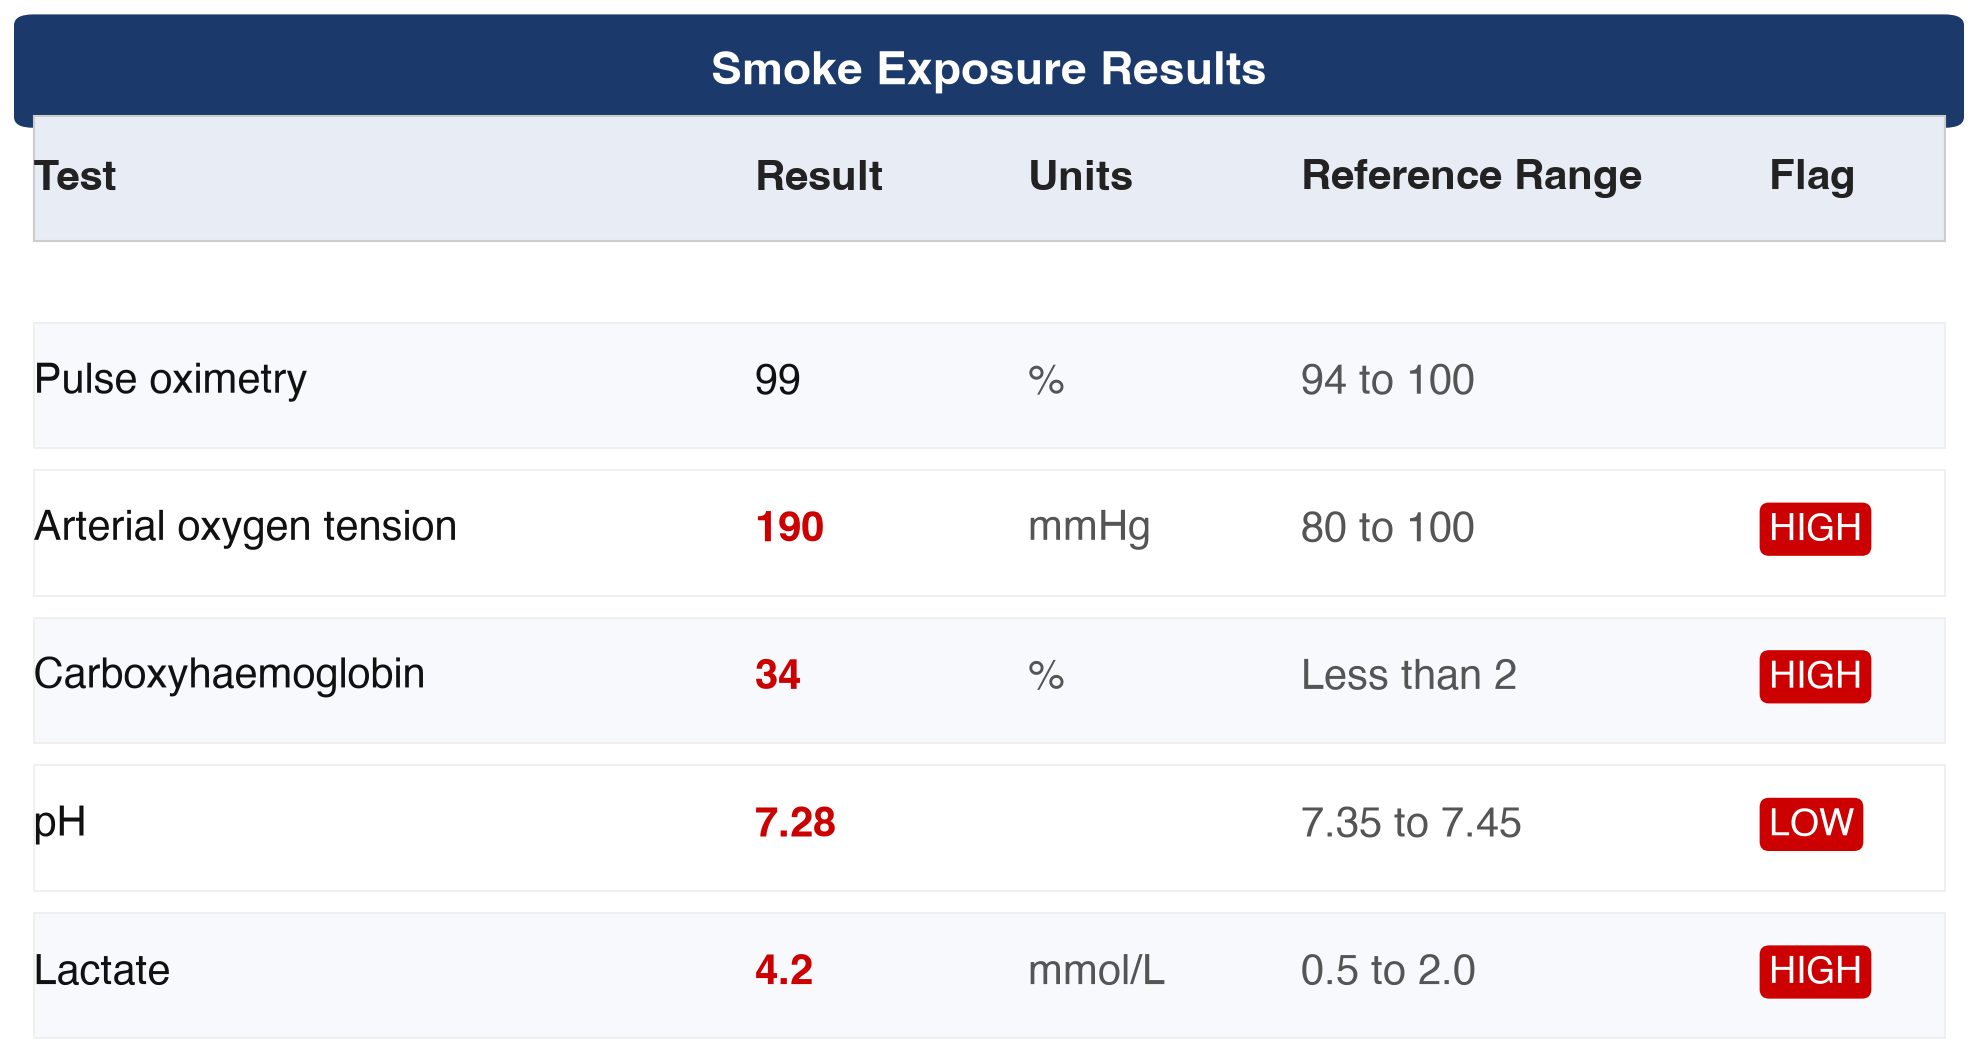 Smoke Exposure Results
Test Result Units Reference Range Flag
Pulse oximetry 99 % 94 to 100
Arterial oxygen tension 190 mmHg 80 to 100 HIGH
Carboxyhaemoglobin 34 % Less than 2 HIGH
pH 7.28 7.35 to 7.45 LOW
Lactate 4.2 mmol/L 0.5 to 2.0 HIGH